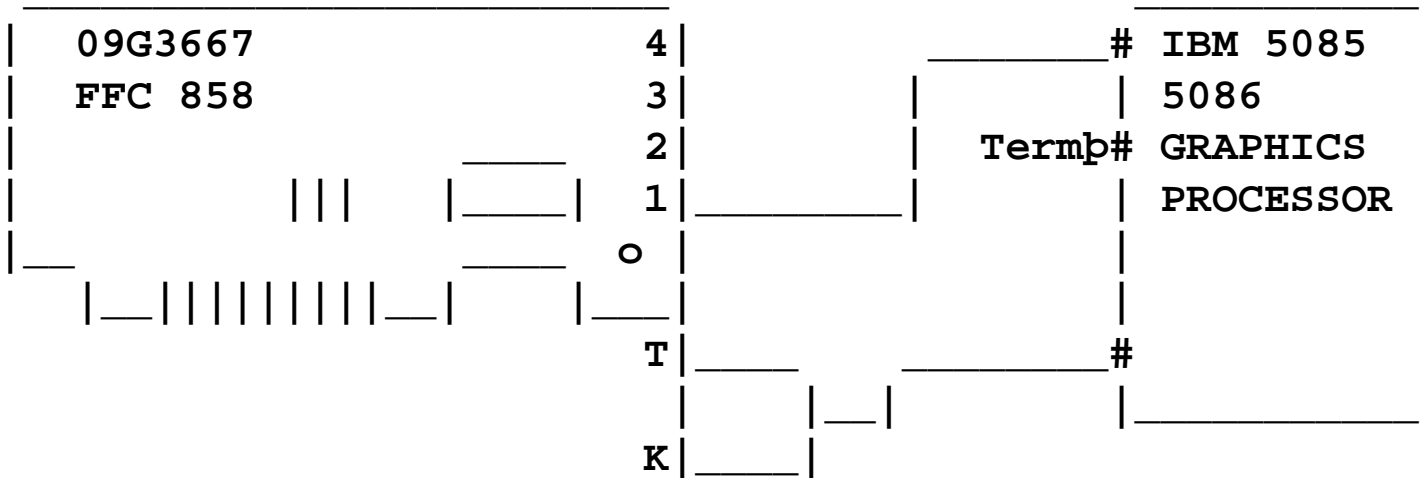 09G3667 4 # IBM 5085
FFC 858 3 5086
2 Termþ# GRAPHICS
1 PROCESSOR
o
T #
K